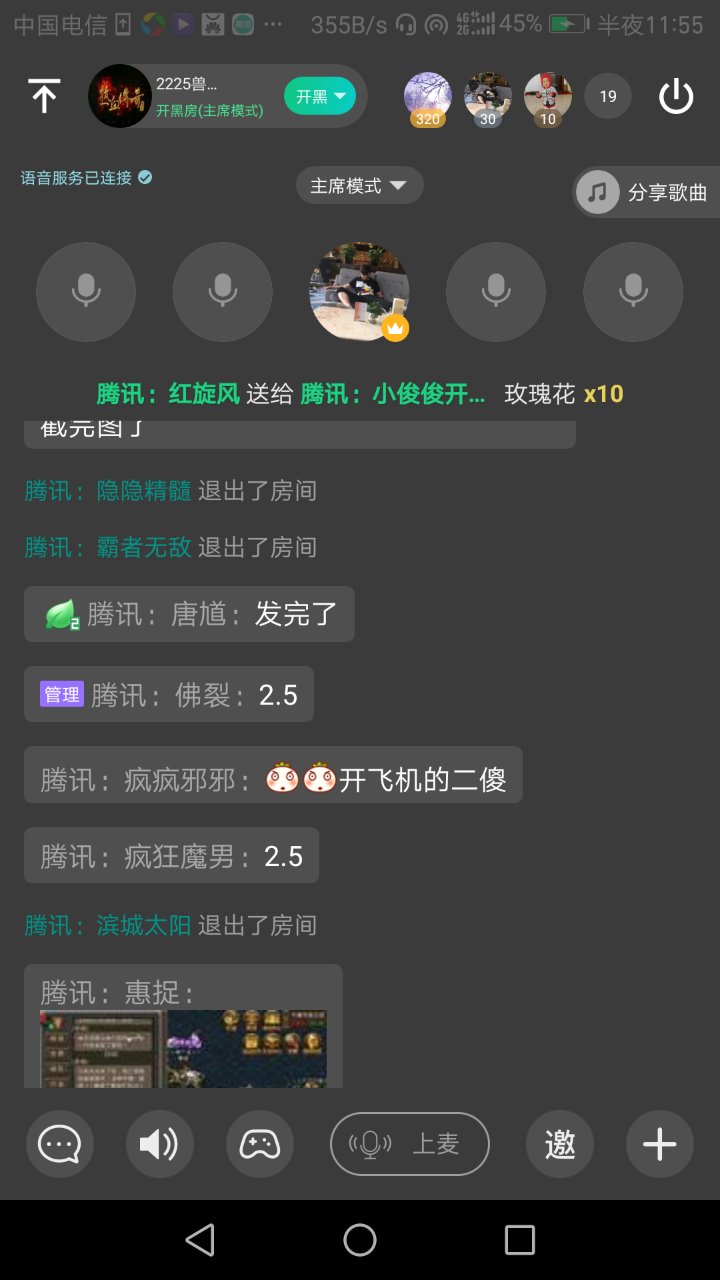 中国电信 355B/s 4G 2G 45% 半夜11:55
2225兽...
开黑房(主席模式)
开黑
320 30 10 19
语音服务已连接
主席模式
分享歌曲
腾讯：红旋风 送给 腾讯：小俊俊开... 玫瑰花 x10
截完图了
腾讯：隐隐精髓 退出了房间
腾讯：霸者无敌 退出了房间
2 腾讯：唐馗：发完了
管理 腾讯：佛裂：2.5
腾讯：疯疯邪邪：开飞机的二傻
腾讯：疯狂魔男：2.5
腾讯：滨城太阳 退出了房间
腾讯：惠捉：
上麦 邀